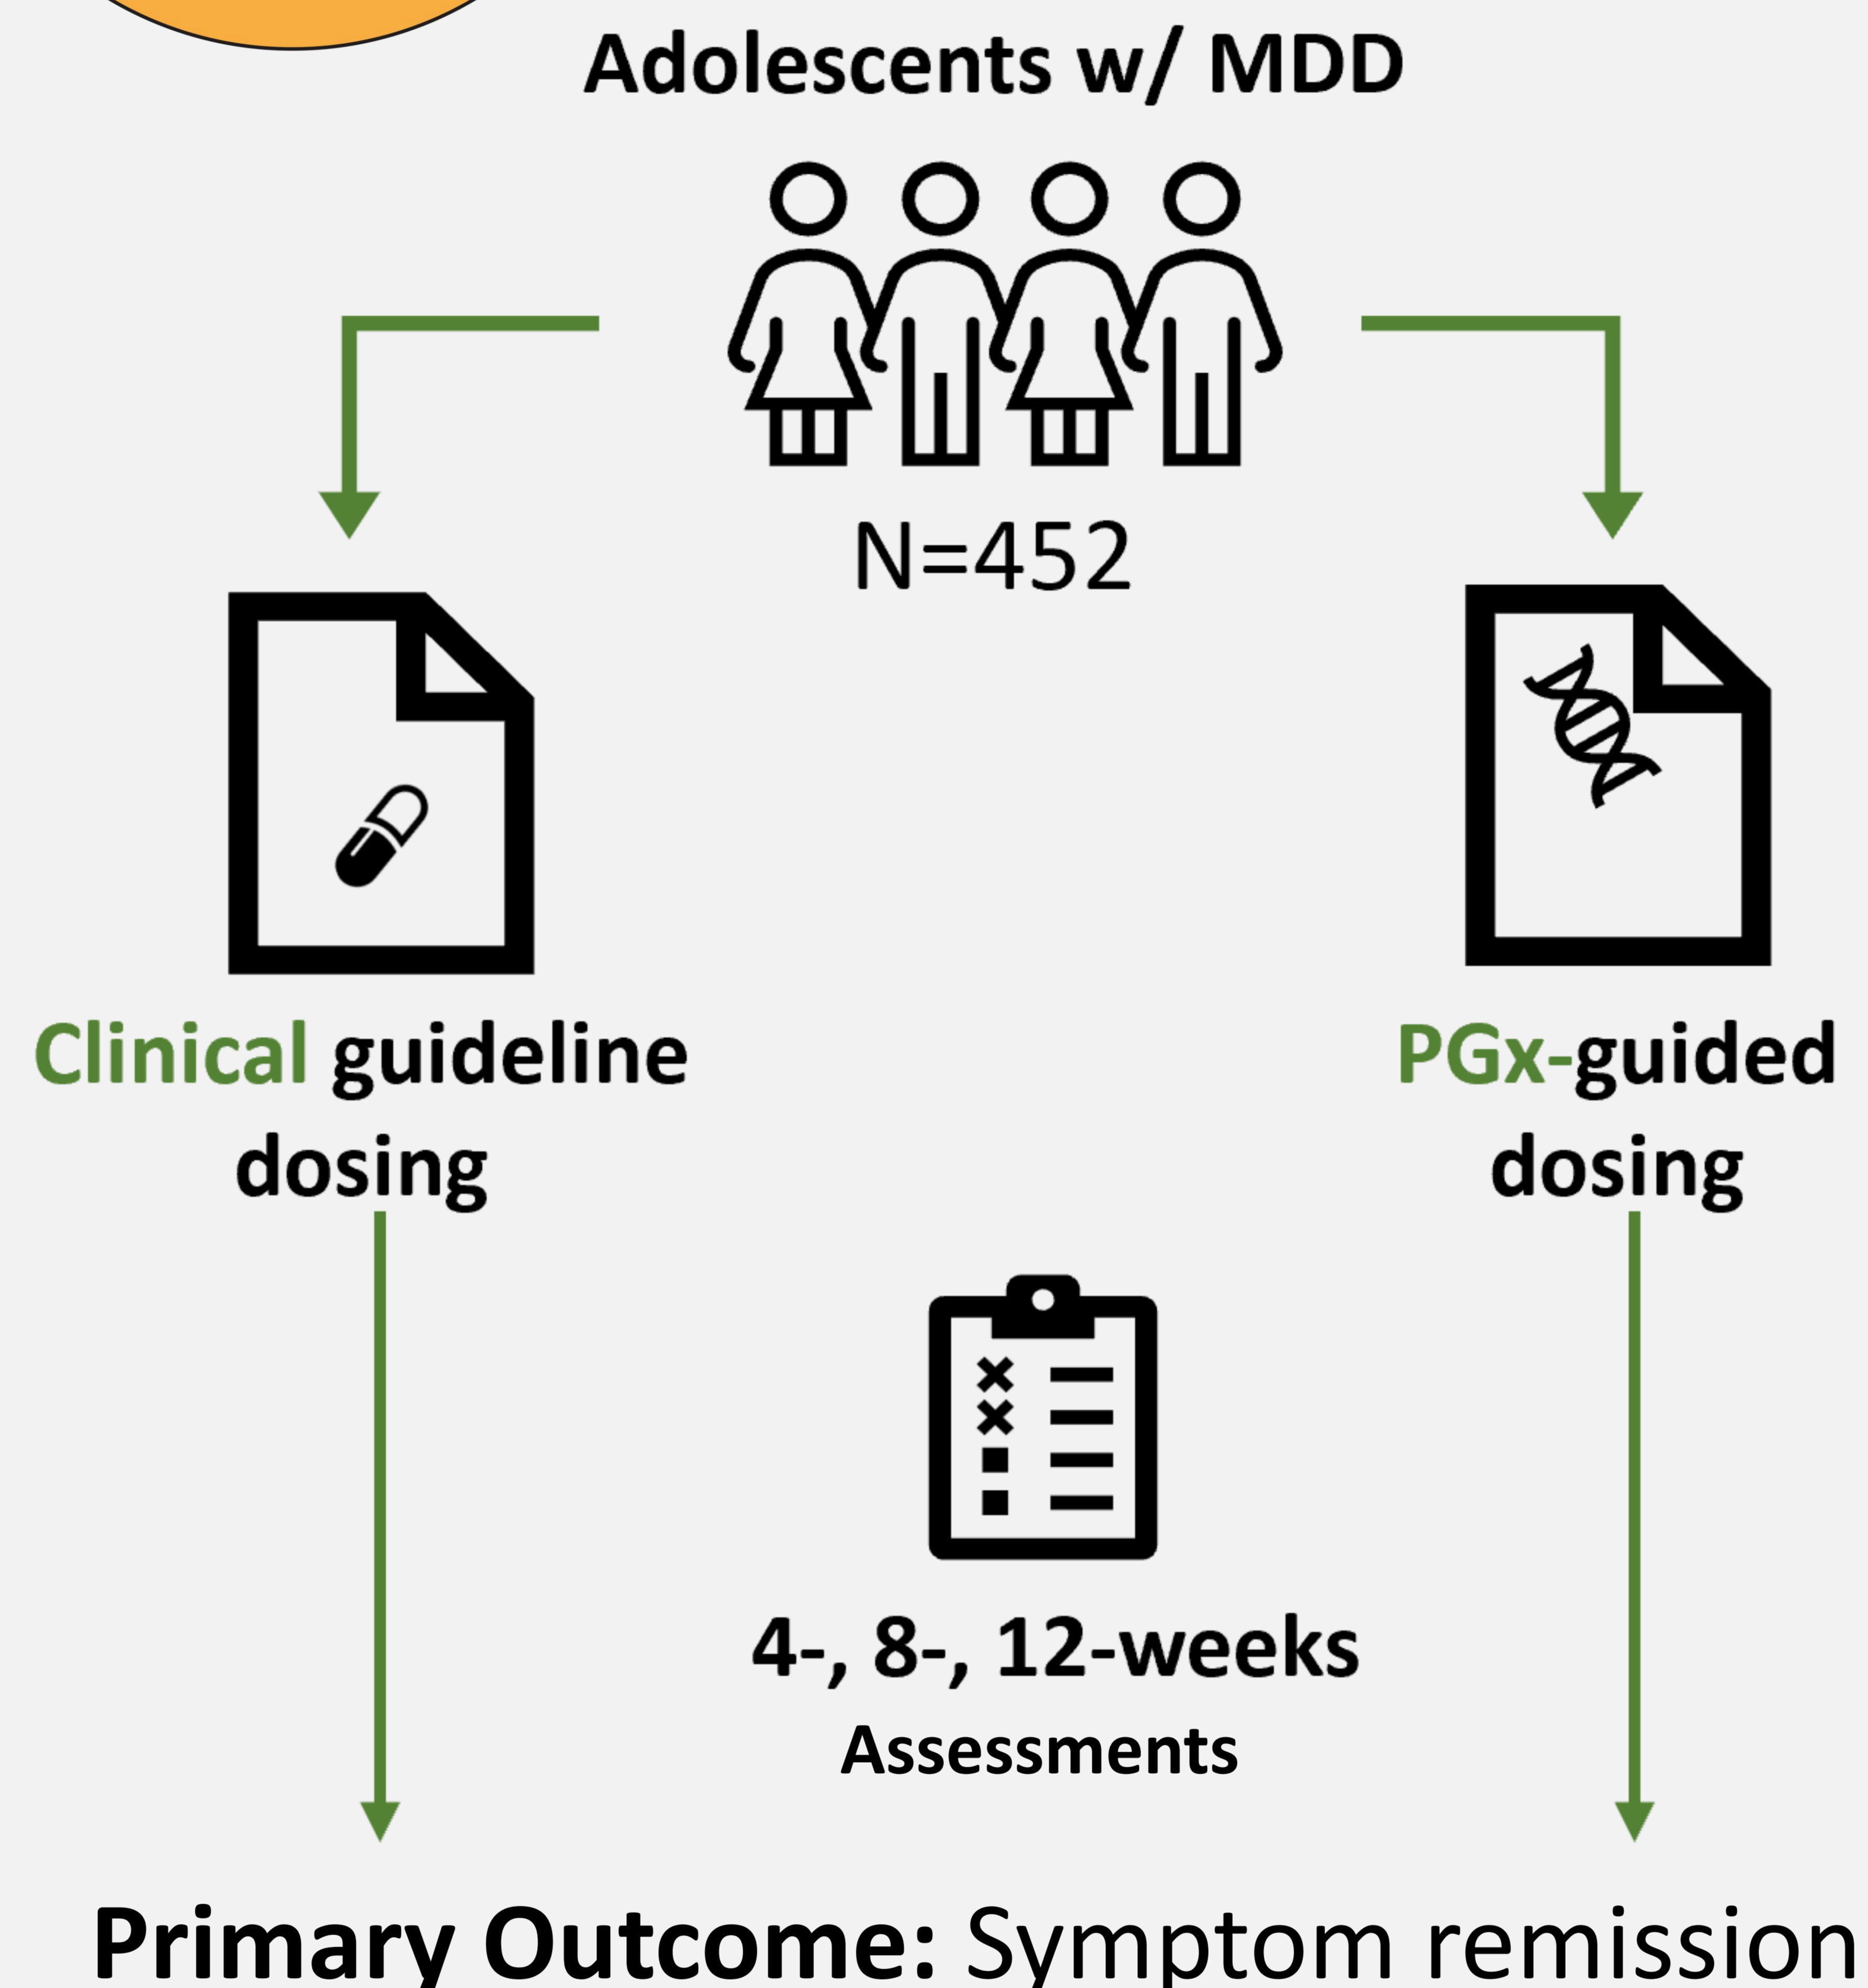 Adolescents w/ MDD
N=452
Clinical guideline
dosing
PGx-guided
dosing
4-, 8-, 12-weeks
Assessments
Primary Outcome: Symptom remission